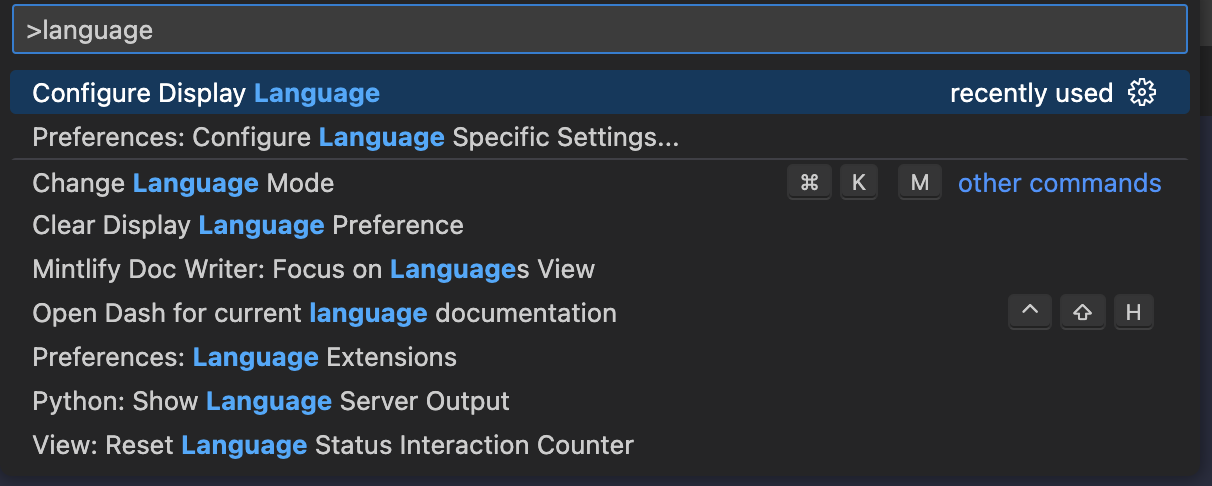 >language
Configure Display Language recently used
Preferences: Configure Language Specific Settings...
Change Language Mode ⌘ K M other commands
Clear Display Language Preference
Mintlify Doc Writer: Focus on Languages View
Open Dash for current language documentation ^ ⇧ H
Preferences: Language Extensions
Python: Show Language Server Output
View: Reset Language Status Interaction Counter